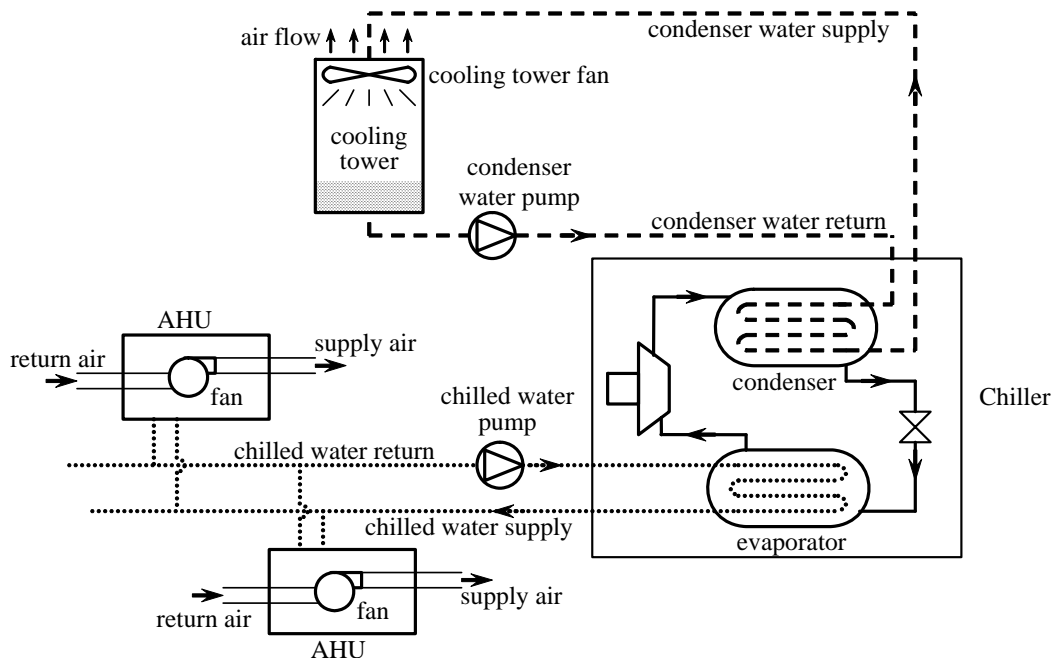 condenser water supply
air flow
cooling tower fan
cooling
tower
condenser
water pump
condenser water return
AHU
supply air
return air
fan
condenser
Chiller
chilled water
pump
chilled water return
chilled water supply
evaporator
fan
supply air
return air
AHU